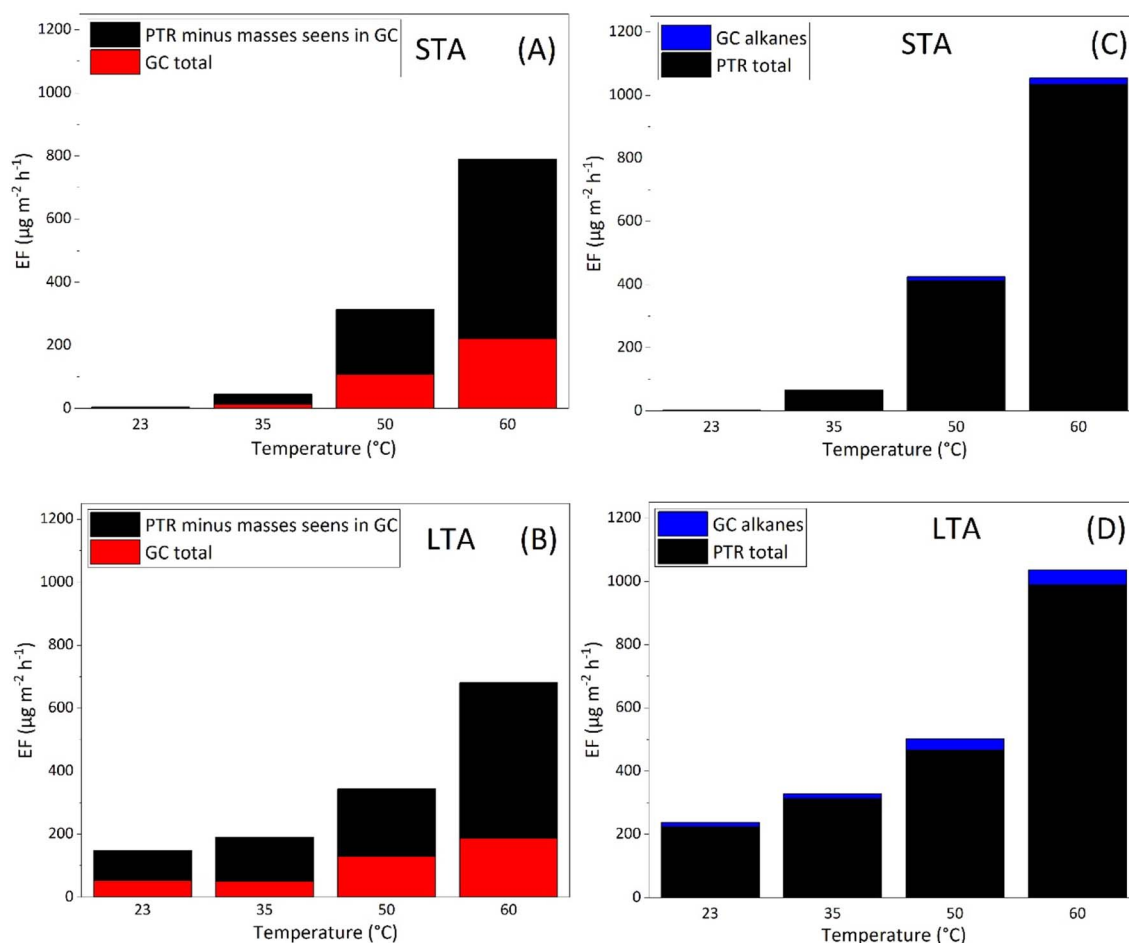 PTR minus masses seens in GC
GC total
STA
(A)
1200
1000
800
600
400
200
0
EF (µg m-2 h-1)
23
35
50
60
Temperature (°C)
GC alkanes
PTR total
STA
(C)
1200
1000
800
600
400
200
0
EF (µg m-2 h-1)
23
35
50
60
Temperature (°C)
PTR minus masses seens in GC
GC total
LTA
(B)
1200
1000
800
600
400
200
0
EF (µg m-2 h-1)
23
35
50
60
Temperature (°C)
GC alkanes
PTR total
LTA
(D)
1200
1000
800
600
400
200
0
EF (µg m-2 h-1)
23
35
50
60
Temperature (°C)